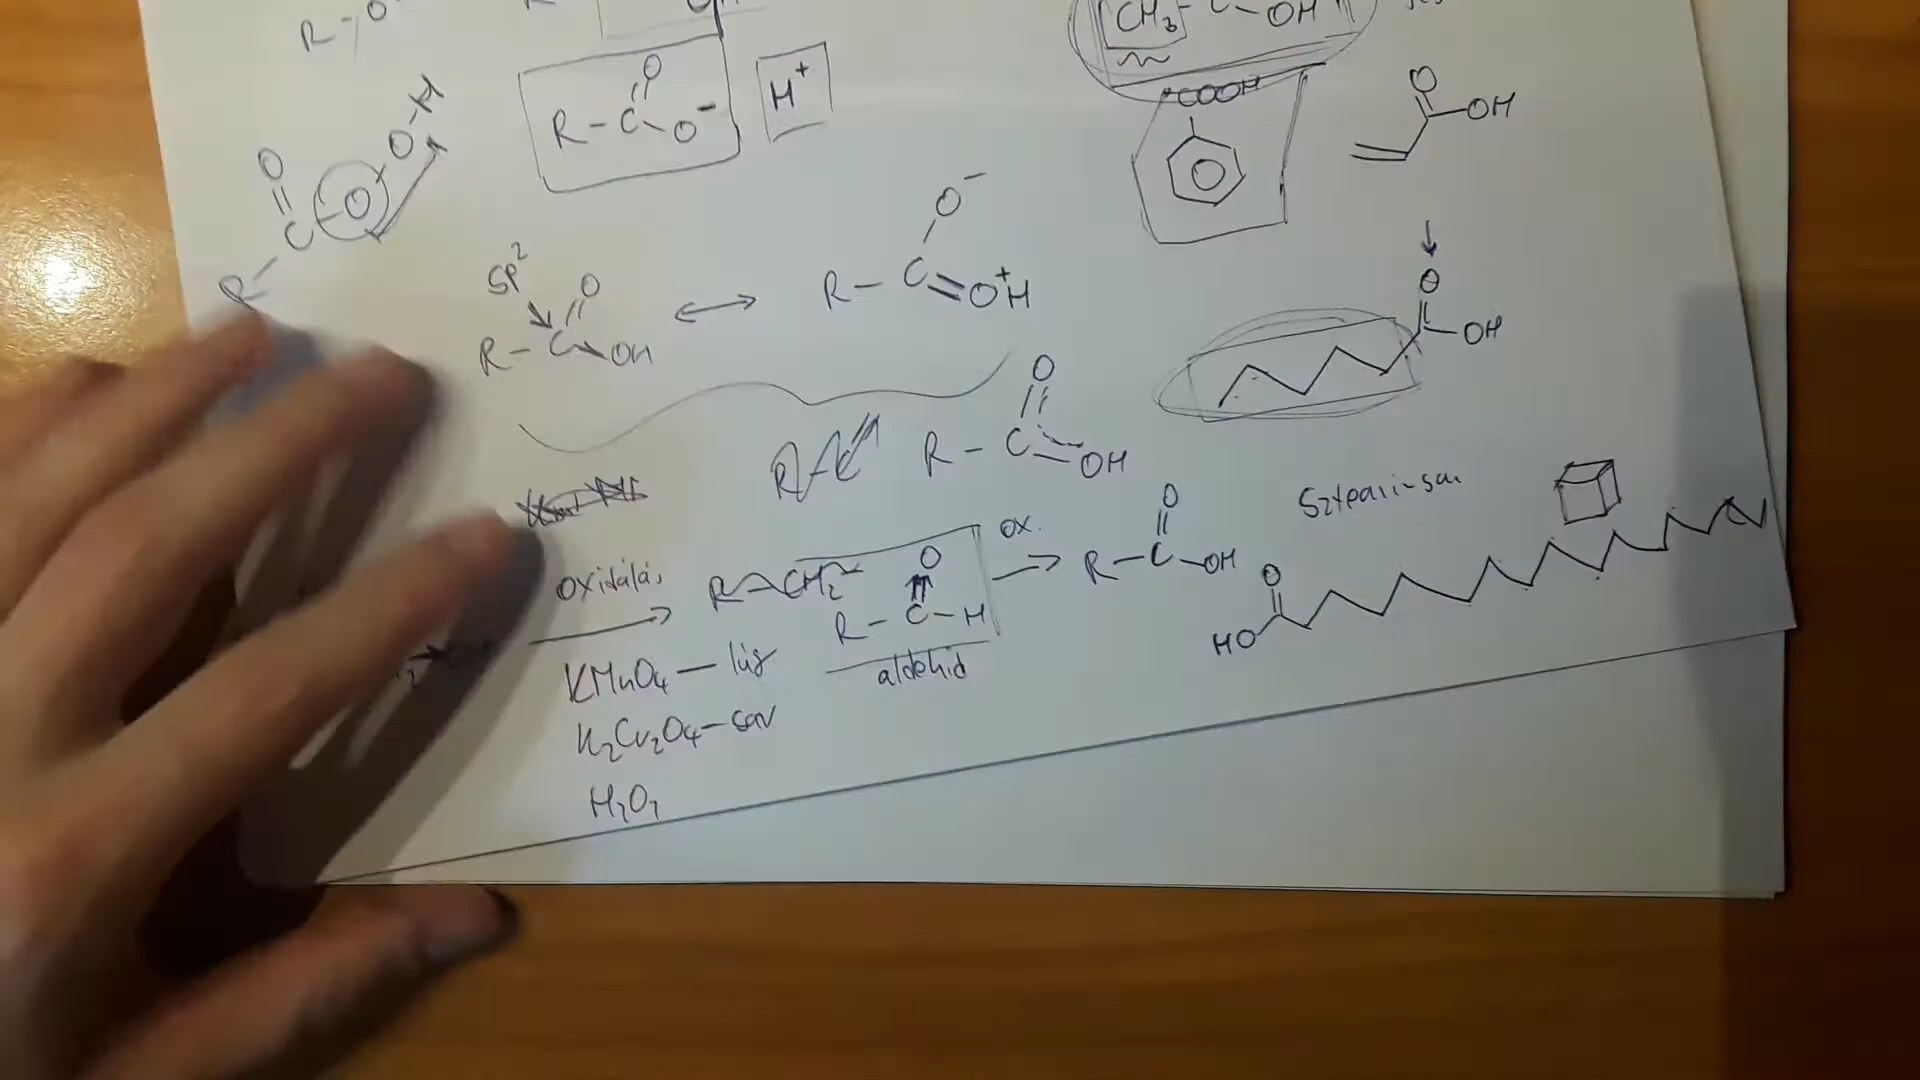 R-O
CH₃-C-OH
R-C
O
O-H
O
R-C
O
O⁻
H⁺
COOH
O
OH
SP²
R-C
O
OH
R-C
O⁻
O⁺H
O
OH
R-C
O
OH
Sztearinsav
oxidálás
R-CH₂
R-C-H
O
aldehid
ox.
R-C
O
OH
HO
O
KMnO₄-lúg
K₂Cr₂O₄-sav
H₂O₂